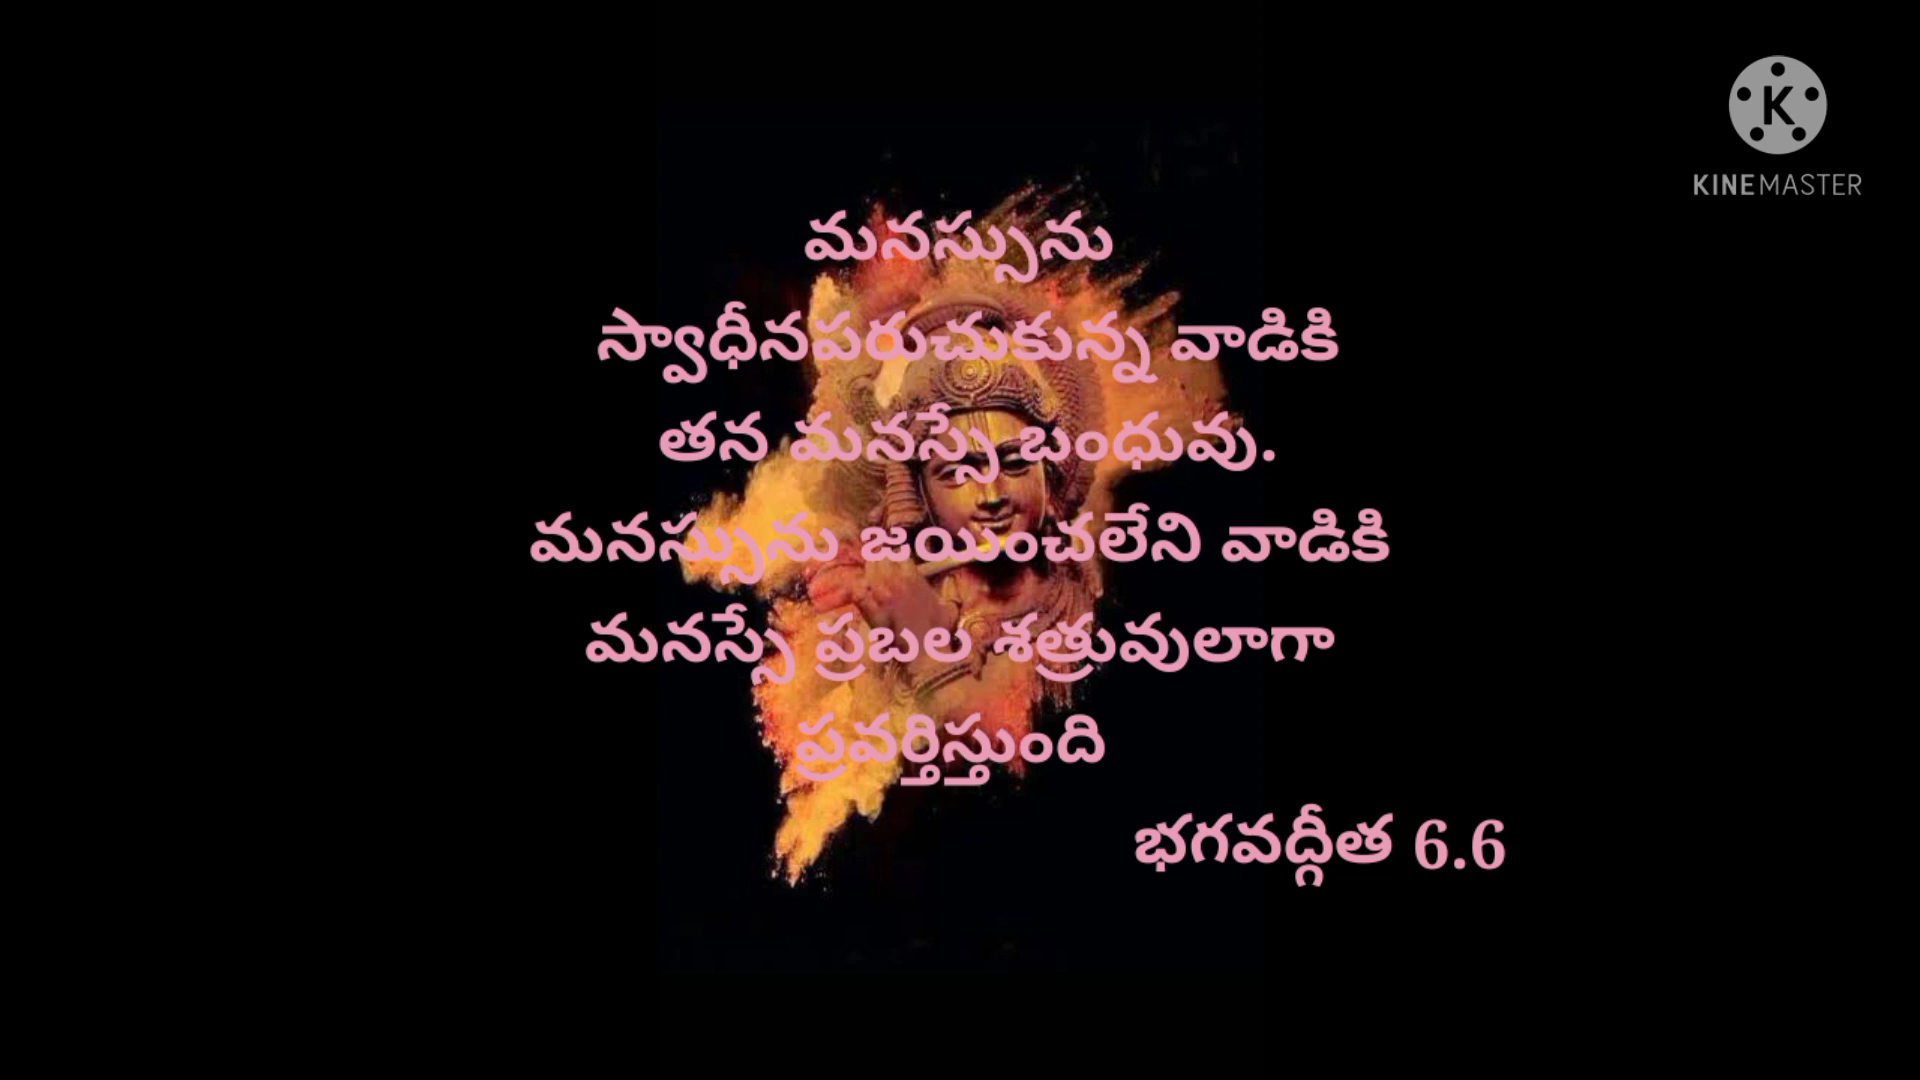 KINEMASTER
మనస్సును
స్వాధీనపరుచుకున్న వాడికి
తన మనస్సే బంధువు.
మనస్సును జయించలేని వాడికి
మనస్సే ప్రబల శత్రువులాగా
ప్రవర్తిస్తుంది
భగవద్గీత 6.6